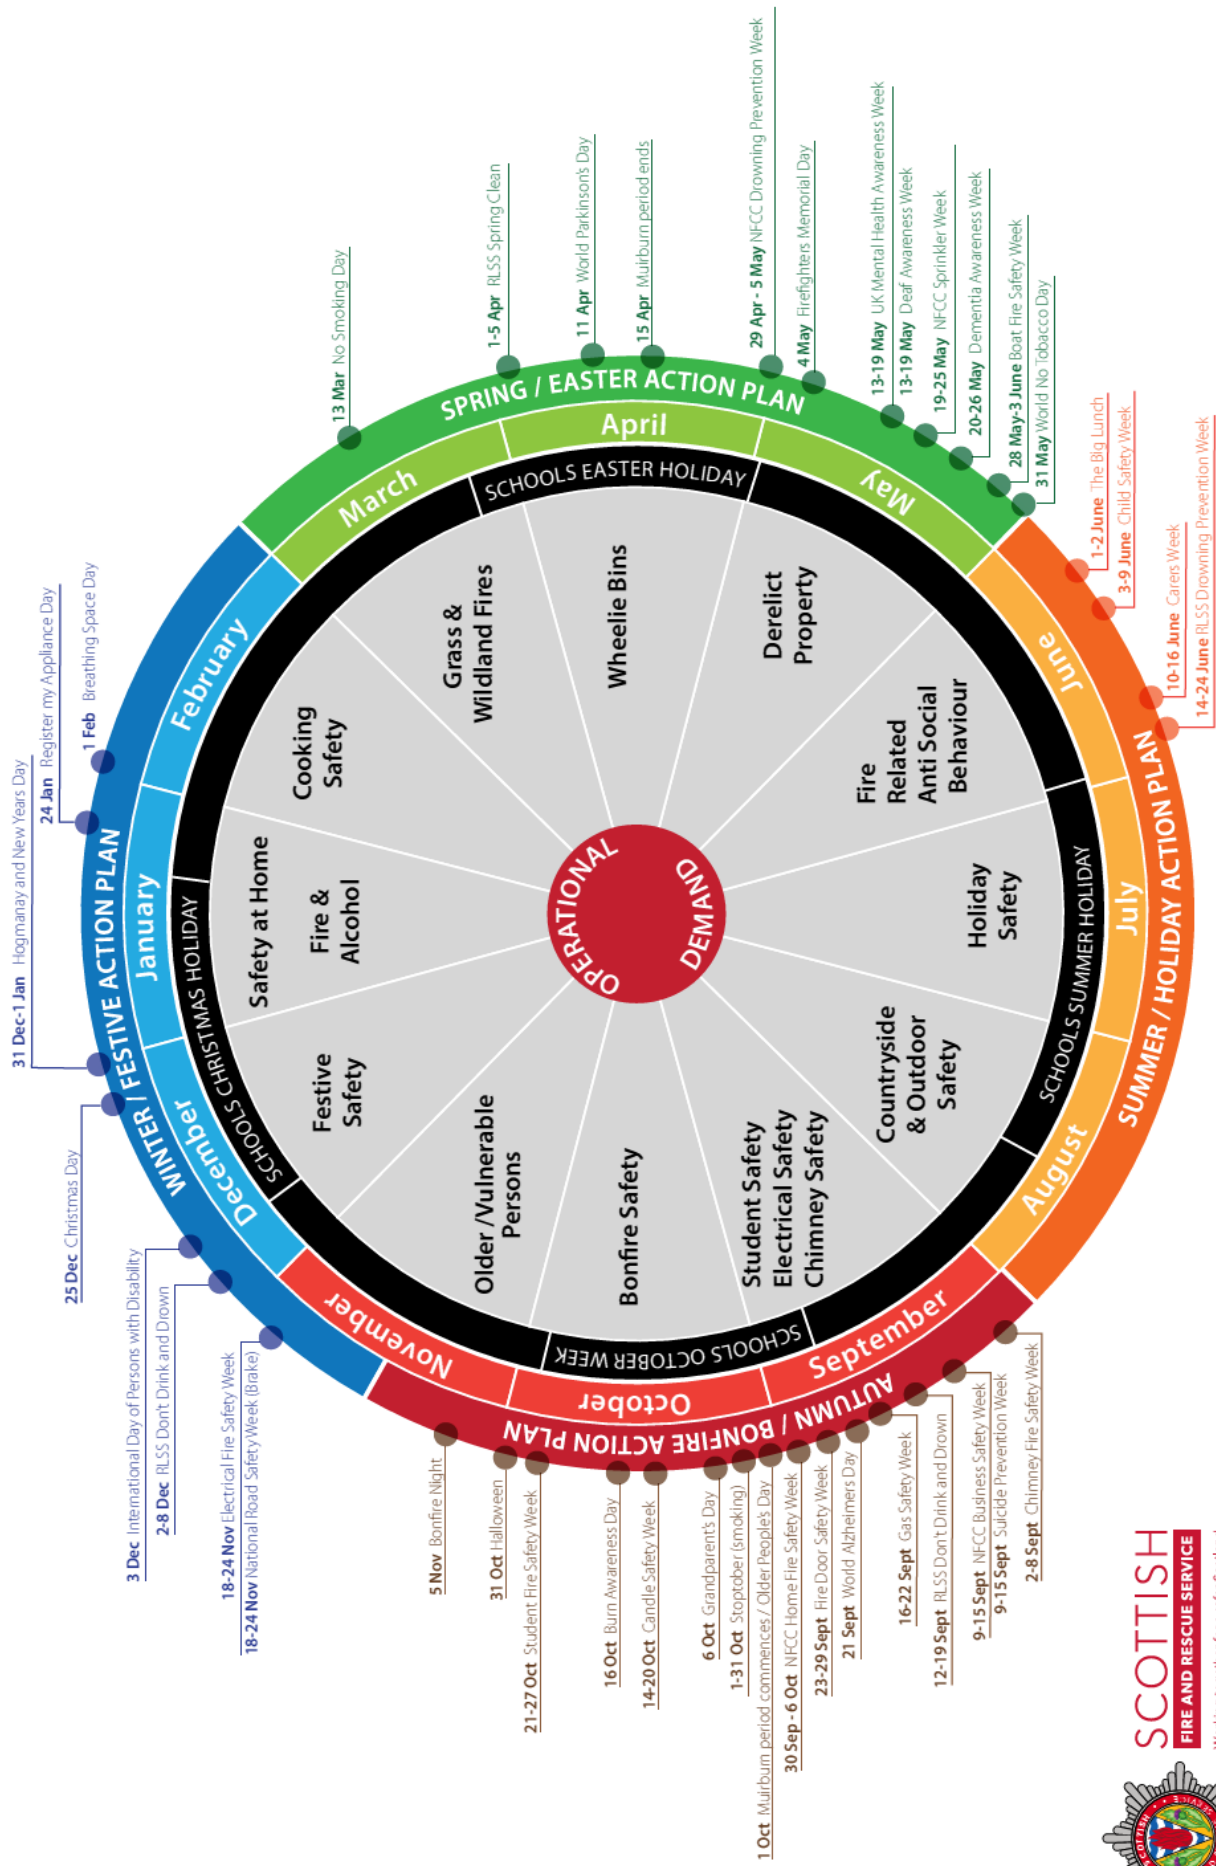 31 Dec-1 Jan Hogmanay and New Years Day
24 Jan Register my Appliance Day
1 Feb Breathing Space Day
25 Dec Christmas Day
3 Dec International Day of Persons with Disability
2-8 Dec RLSS Don't Drink and Drown
18-24 Nov Electrical Fire Safety Week
18-24 Nov National Road Safety Week (Brake)
13 Mar No Smoking Day
1-5 Apr RLSS Spring Clean
11 Apr World Parkinson's Day
15 Apr Muirburn period ends
29 Apr - 5 May NFCC Drowning Prevention Week
4 May Firefighters Memorial Day
13-19 May UK Mental Health Awareness Week
13-19 May Deaf Awareness Week
19-25 May NFCC Sprinkler Week
20-26 May Dementia Awareness Week
28 May-3 June Boat Fire Safety Week
31 May World No Tobacco Day
1-2 June The Big Lunch
3-9 June Child Safety Week
10-16 June Carers Week
14-24 June RLSS Drowning Prevention Week
5 Nov Bonfire Night
31 Oct Halloween
21-27 Oct Student Fire Safety Week
16 Oct Burn Awareness Day
14-20 Oct Candle Safety Week
6 Oct Grandparent's Day
1-31 Oct Stoptober (smoking)
1 Oct Muirburn period commences / Older People's Day
30 Sep - 6 Oct NFCC Home Fire Safety Week
23-29 Sept Fire Door Safety Week
21 Sept World Alzheimers Day
16-22 Sept Gas Safety Week
12-19 Sept RLSS Don't Drink and Drown
9-15 Sept NFCC Business Safety Week
9-15 Sept Suicide Prevention Week
2-8 Sept Chimney Fire Safety Week
WINTER / FESTIVE ACTION PLAN
SPRING / EASTER ACTION PLAN
SUMMER / HOLIDAY ACTION PLAN
AUTUMN / BONFIRE ACTION PLAN
January
February
March
April
May
June
July
August
September
October
November
December
SCHOOLS CHRISTMAS HOLIDAY
SCHOOLS EASTER HOLIDAY
SCHOOLS SUMMER HOLIDAY
SCHOOLS OCTOBER WEEK
Safety at Home
Fire &
Alcohol
Cooking
Safety
Grass &
Wildland Fires
Wheelie Bins
Derelict
Property
Fire
Related
Anti Social
Behaviour
Holiday
Safety
Countryside
& Outdoor
Safety
Student Safety
Electrical Safety
Chimney Safety
Bonfire Safety
Older /Vulnerable
Persons
Festive
Safety
OPERATIONAL
DEMAND
SCOTTISH
FIRE AND RESCUE SERVICE